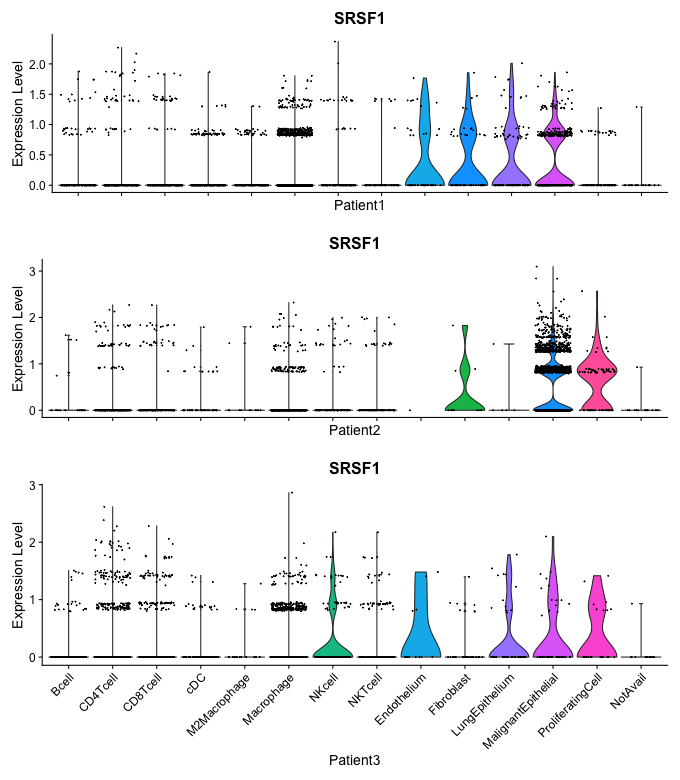 SRSF1
Expression Level
2.0
1.5
1.0
0.5
0.0
Patient1
SRSF1
Expression Level
3
2
1
0
Patient2
SRSF1
Expression Level
3
2
1
0
Bcell
CD4Tcell
CD8Tcell
cDC
M2Macrophage
Macrophage
NKcell
NKTcell
Endothelium
Fibroblast
LungEpithelium
MalignantEpithelial
ProliferatingCell
NotAvail
Patient3